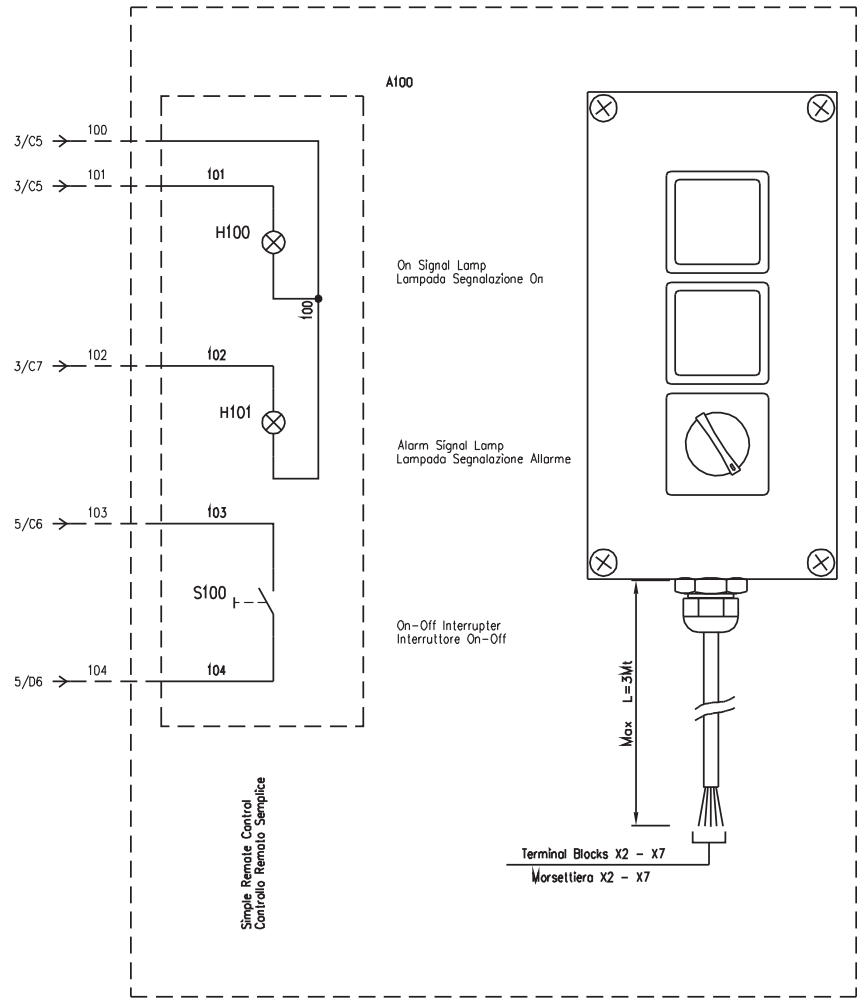 A100
3/C5 100
3/C5 101 101
H100
On Signal Lamp
Lampada Segnalazione On
100
3/C7 102 102
H101
Alarm Signal Lamp
Lampada Segnalazione Allarme
5/C6 103 103
S100
On-Off Interrupter
Interruttore On-Off
5/D6 104 104
Max L=3Mt
Simple Remote Control
Controllo Remoto Semplice
Terminal Blocks X2 - X7
Morsettiera X2 - X7